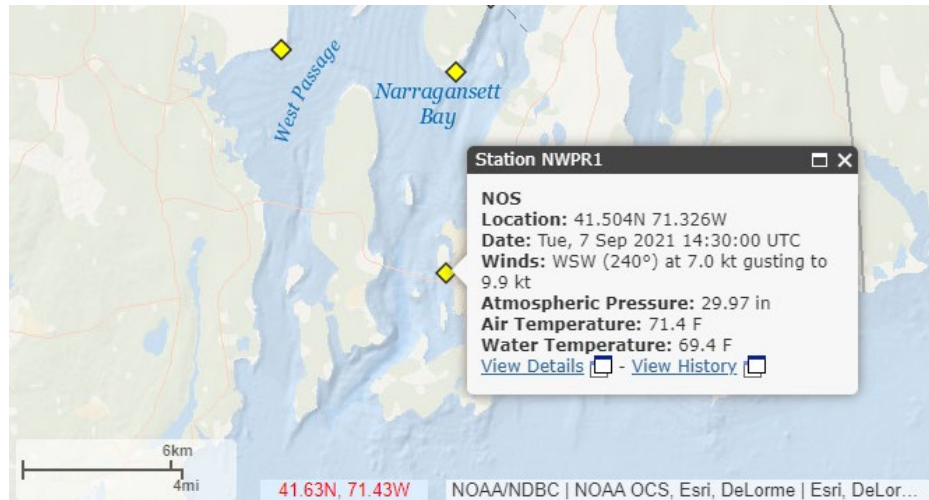 West Passage
Narragansett
Bay
Station NWPR1
NOS
Location: 41.504N 71.326W
Date: Tue, 7 Sep 2021 14:30:00 UTC
Winds: WSW (240°) at 7.0 kt gusting to
9.9 kt
Atmospheric Pressure: 29.97 in
Air Temperature: 71.4 F
Water Temperature: 69.4 F
View Details - View History
6km
4mi
41.63N, 71.43W
NOAA/NDBC | NOAA OCS, Esri, DeLorme | Esri, DeLor...